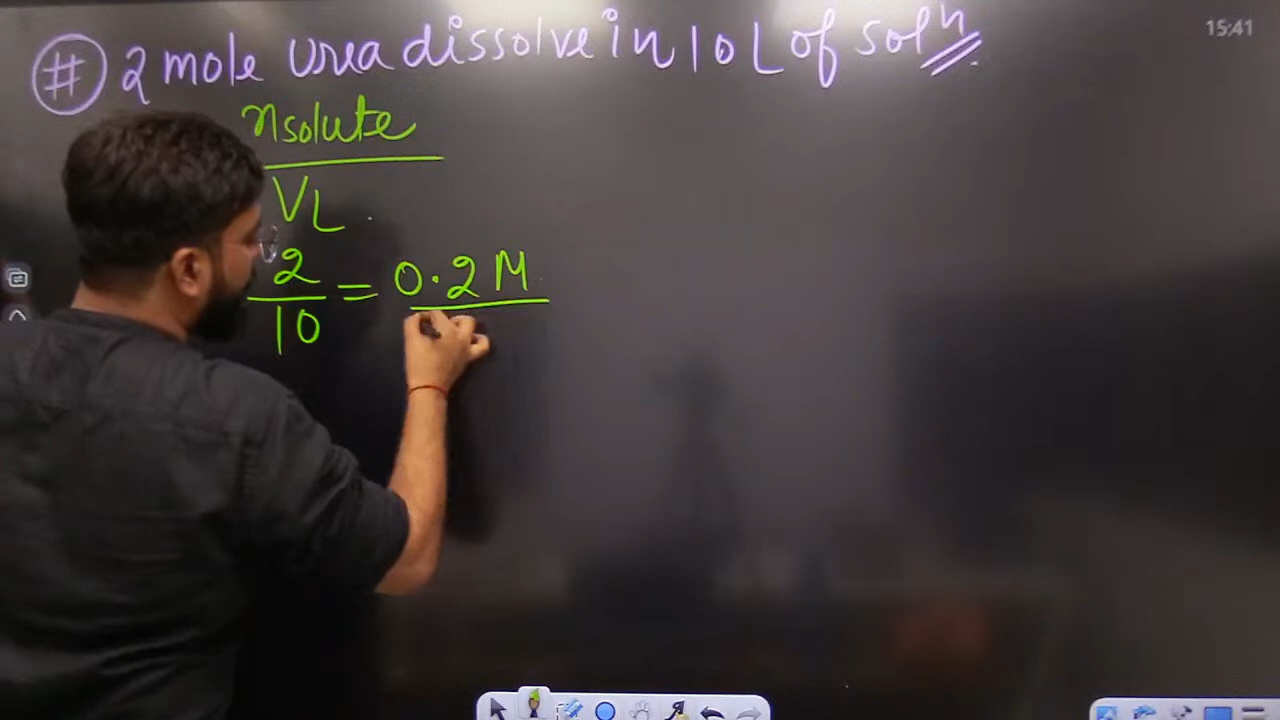 15:41
# 2 mole urea dissolve in 10 L of solⁿ
nsolute
VL
2
10
= 0.2 M